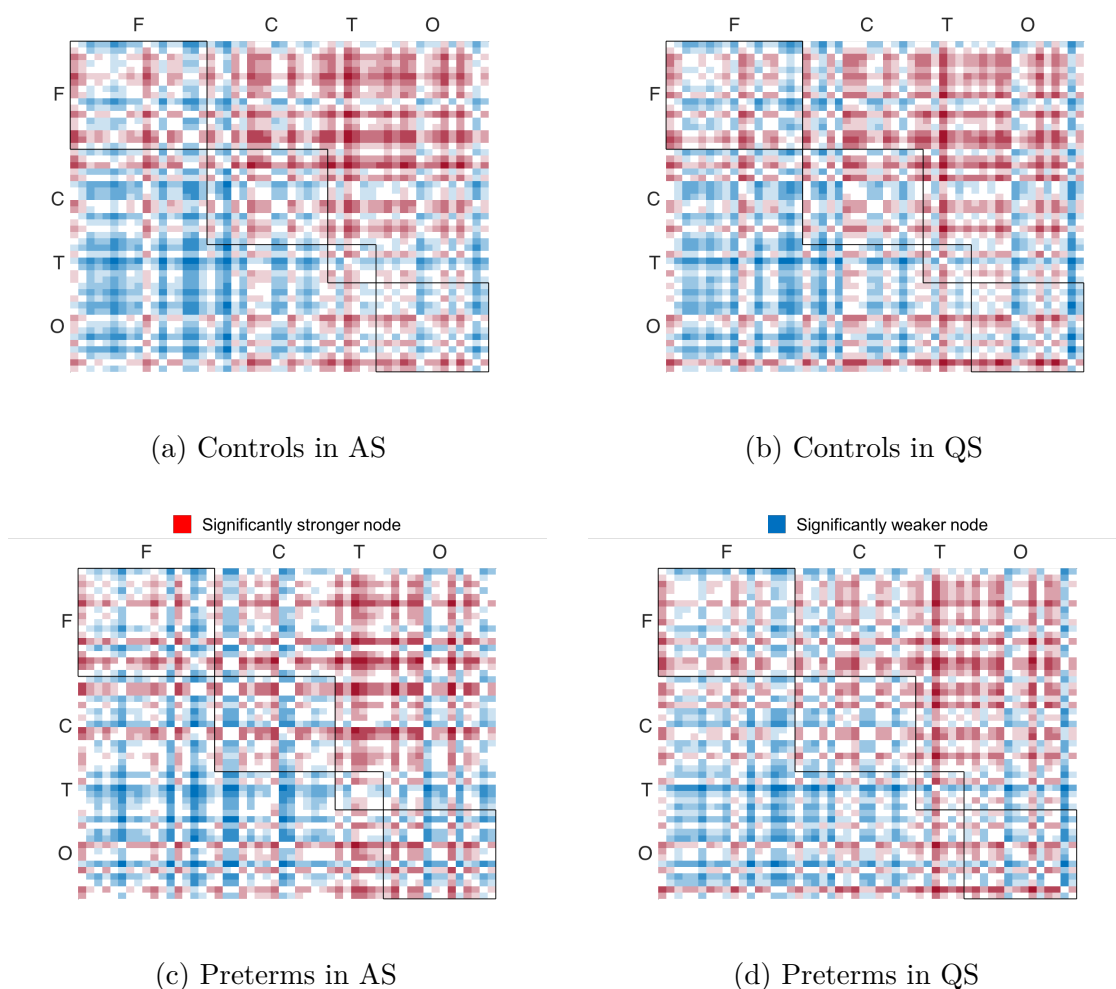 F C T O
F C T O
F
C
T
O
F
C
T
O
(a) Controls in AS
(b) Controls in QS
Significantly stronger node
Significantly weaker node
F C T O
F C T O
F
C
T
O
F
C
T
O
(c) Preterms in AS
(d) Preterms in QS